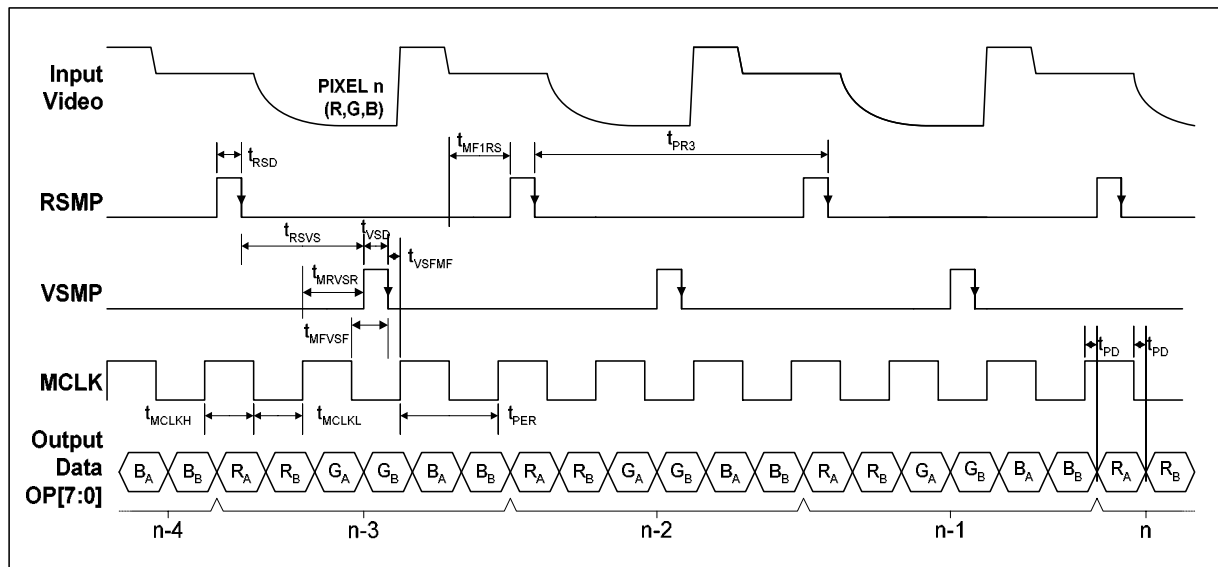 Input
Video
PIXEL n
(R,G,B)
tRSD
tMF1RS
tPR3
RSMP
tRSVS
tVSD
tVSFMF
tMRVSR
VSMP
tMFVSF
tPD
tPD
MCLK
tMCLKH
tMCLKL
tPER
Output
Data
OP[7:0]
BA BB RA RB GA GB BA BB RA RB GA GB BA BB RA RB GA GB BA BB RA RB
n-4 n-3 n-2 n-1 n